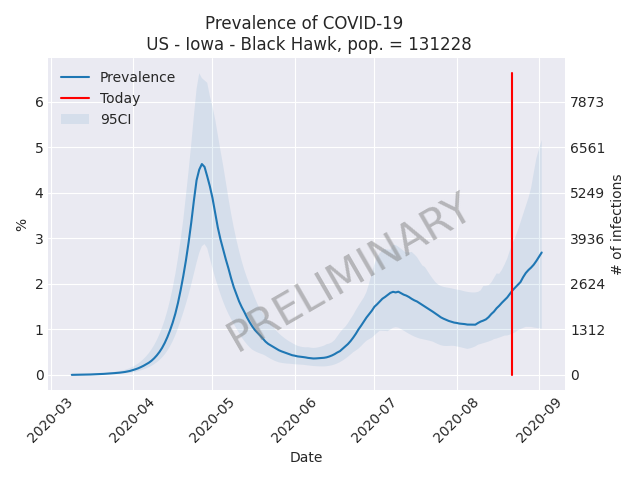 Prevalence of COVID-19
US - Iowa - Black Hawk, pop. = 131228
Prevalence
Today
95CI
6
5
4
3
2
1
0
%
7873
6561
5249
3936
2624
1312
0
# of infections
PRELIMINARY
2020-03
2020-04
2020-05
2020-06
2020-07
2020-08
2020-09
Date